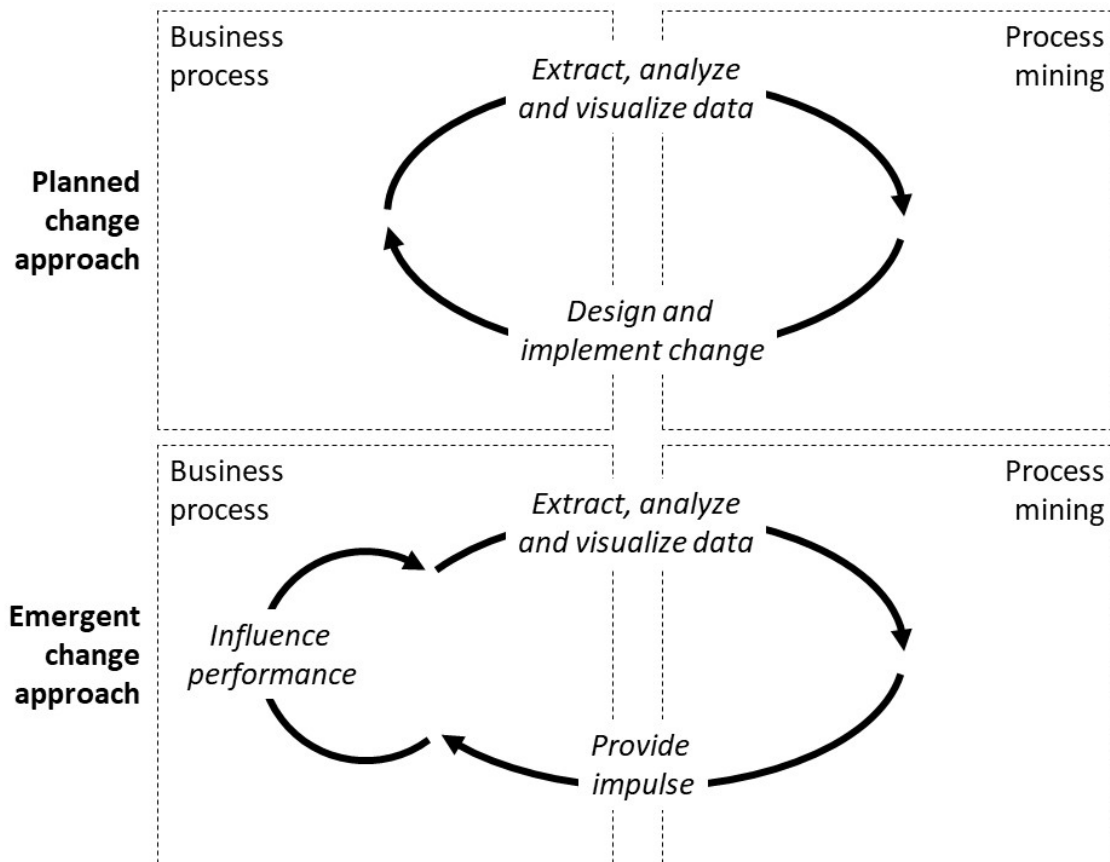 Business
process
Process
mining
Extract, analyze
and visualize data
Planned
change
approach
Design and
implement change
Business
process
Process
mining
Extract, analyze
and visualize data
Emergent
change
approach
Influence
performance
Provide
impulse